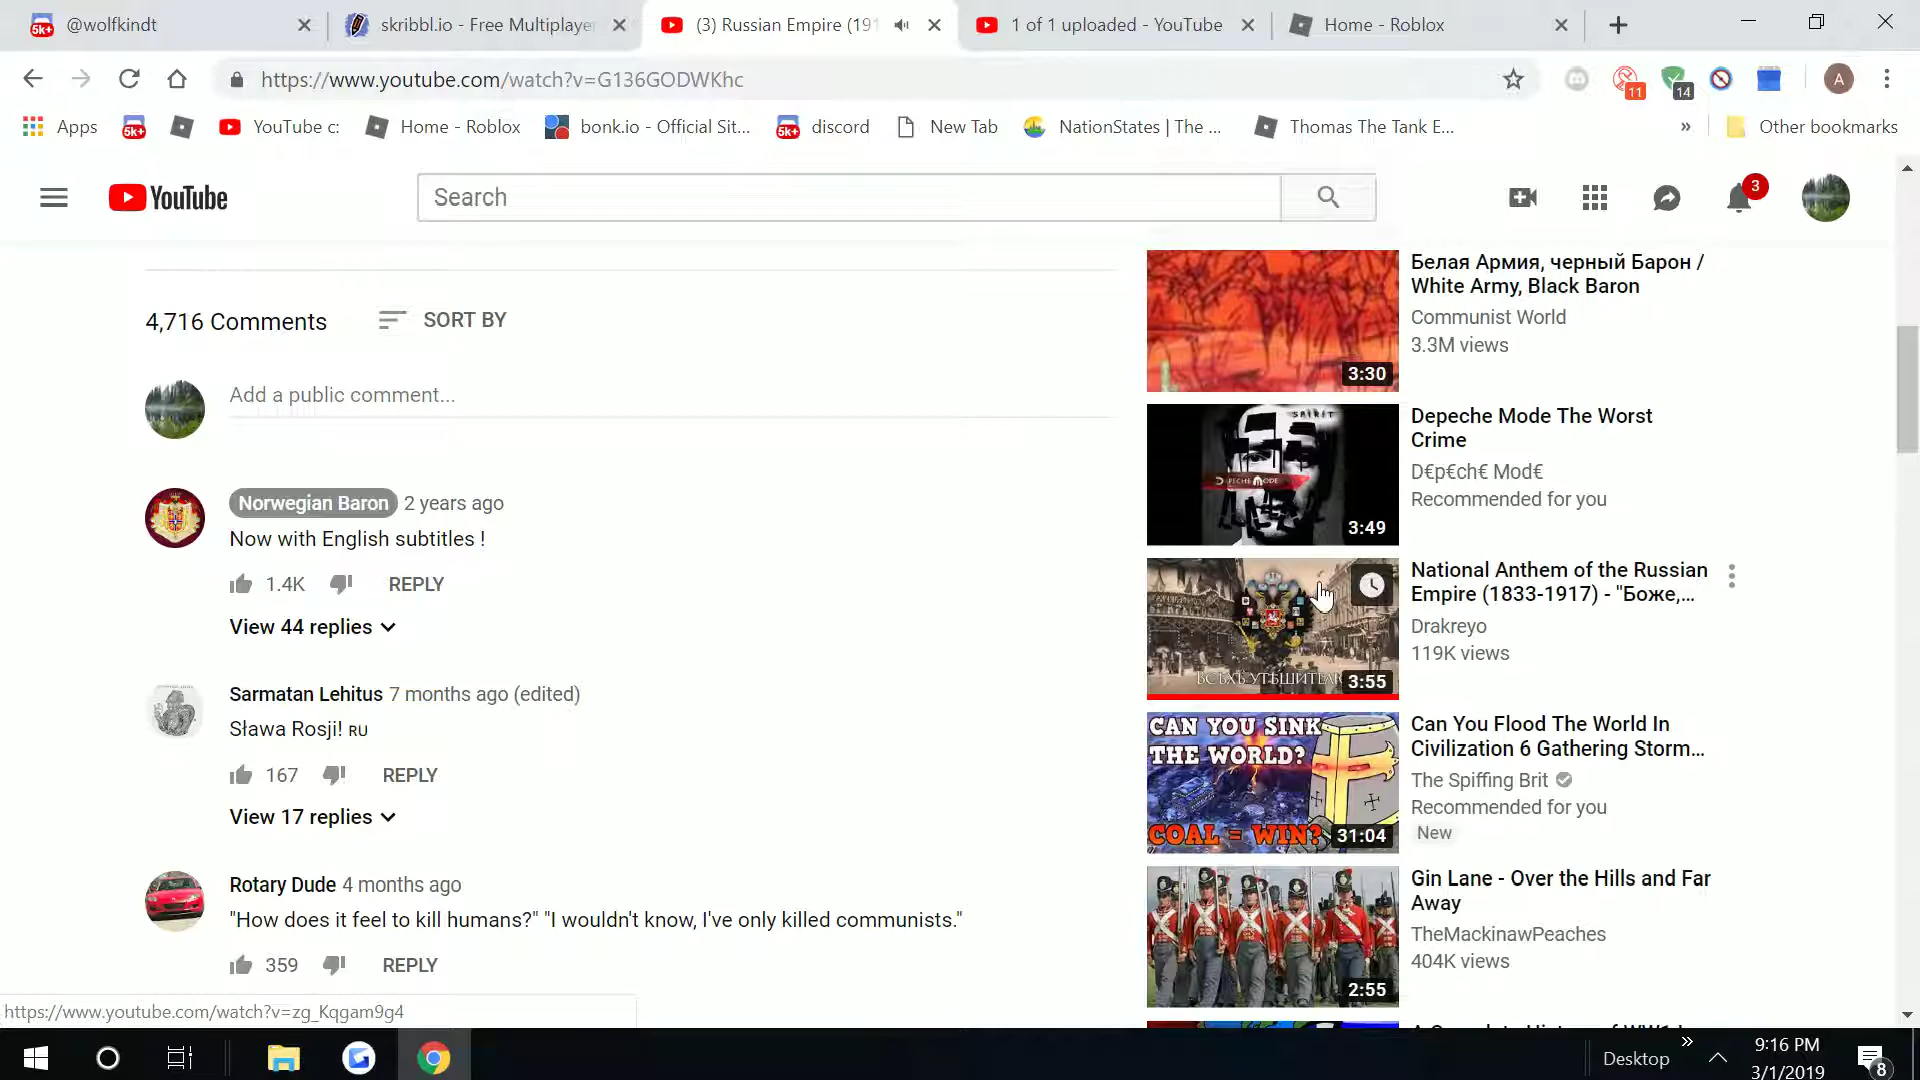 @wolfkindt
skribbl.io - Free Multiplayer
(3) Russian Empire (191
1 of 1 uploaded - YouTube
Home - Roblox
https://www.youtube.com/watch?v=G136GODWKhc
11
14
A
Apps
5k+
YouTube c:
Home - Roblox
bonk.io - Official Sit...
discord
New Tab
NationStates | The ...
Thomas The Tank E...
Other bookmarks
YouTube
Search
3
4,716 Comments
SORT BY
Add a public comment...
Norwegian Baron 2 years ago
Now with English subtitles !
1.4K
REPLY
View 44 replies
Sarmatan Lehitus 7 months ago (edited)
Sława Rosji! RU
167
REPLY
View 17 replies
Rotary Dude 4 months ago
"How does it feel to kill humans?" "I wouldn't know, I've only killed communists."
359
REPLY
https://www.youtube.com/watch?v=zg_Kqgam9g4
3:30
Белая Армия, черный Барон /
White Army, Black Baron
Communist World
3.3M views
SPIRIT
DEPECHE MODE
3:49
Depeche Mode The Worst
Crime
D€p€ch€ Mod€
Recommended for you
ВСѢХЪ УТѢШИТЕЛ
3:55
National Anthem of the Russian
Empire (1833-1917) - "Боже,...
Drakreyo
119K views
CAN YOU SINK
THE WORLD?
COAL = WIN?
31:04
Can You Flood The World In
Civilization 6 Gathering Storm...
The Spiffing Brit
Recommended for you
New
2:55
Gin Lane - Over the Hills and Far
Away
TheMackinawPeaches
404K views
Desktop
9:16 PM
3/1/2019
8